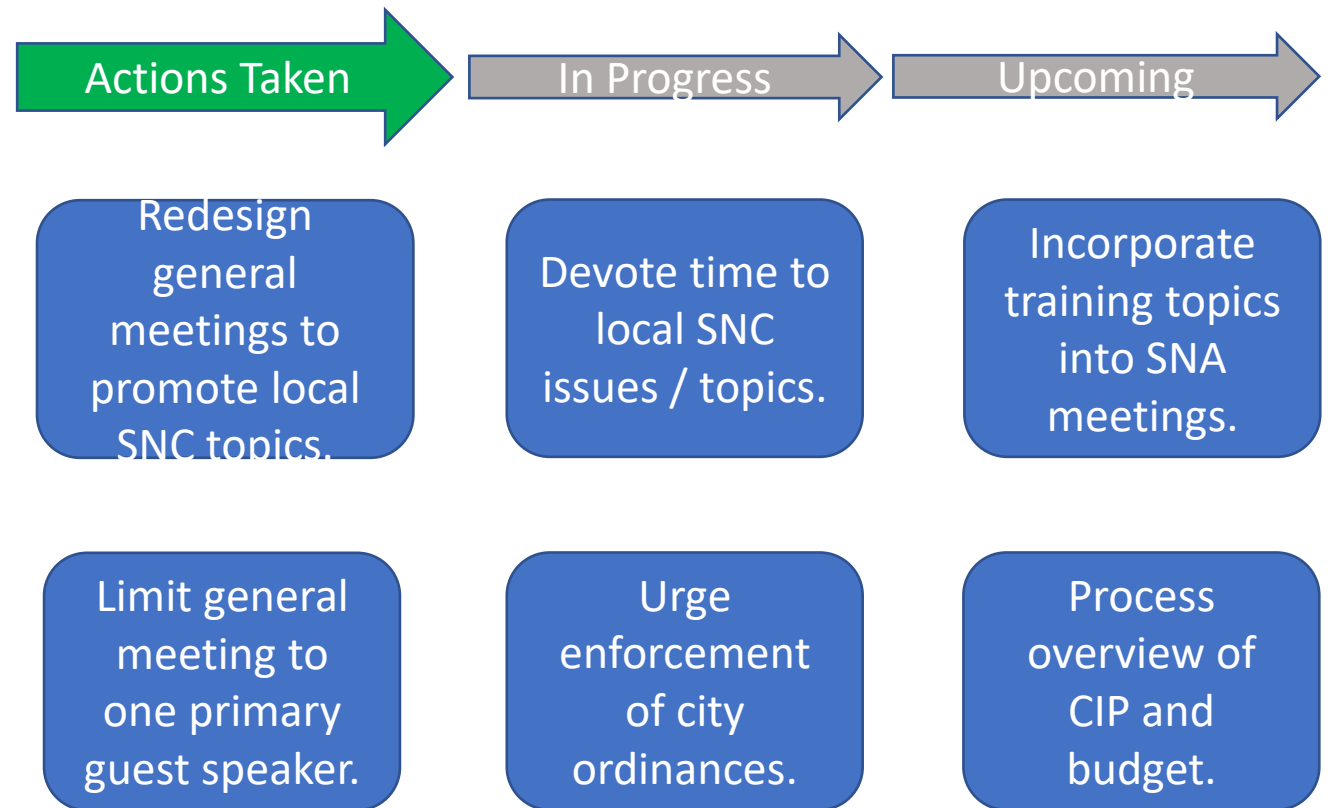 Actions Taken
In Progress
Upcoming
Redesign
general
meetings to
promote local
SNC topics.
Devote time to
local SNC
issues / topics.
Incorporate
training topics
into SNA
meetings.
Limit general
meeting to
one primary
guest speaker.
Urge
enforcement
of city
ordinances.
Process
overview of
CIP and
budget.